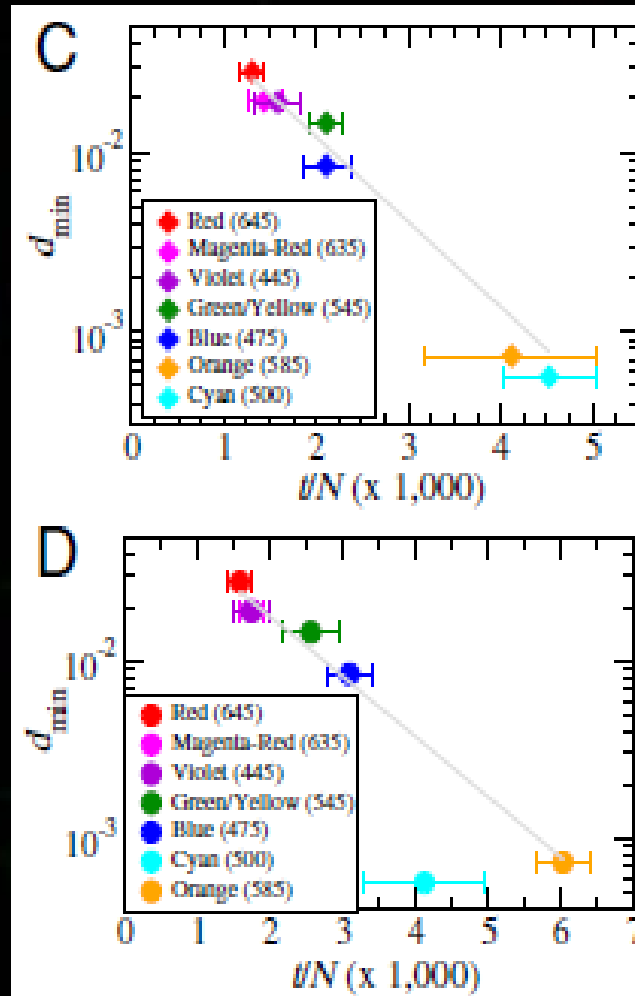 C
10⁻²
10⁻³
d_min
Red (645)
Magenta-Red (635)
Violet (445)
Green/Yellow (545)
Blue (475)
Orange (585)
Cyan (500)
0 1 2 3 4 5
t/N (x 1,000)
D
10⁻²
10⁻³
d_min
Red (645)
Magenta-Red (635)
Violet (445)
Green/Yellow (545)
Blue (475)
Cyan (500)
Orange (585)
0 1 2 3 4 5 6 7
t/N (x 1,000)